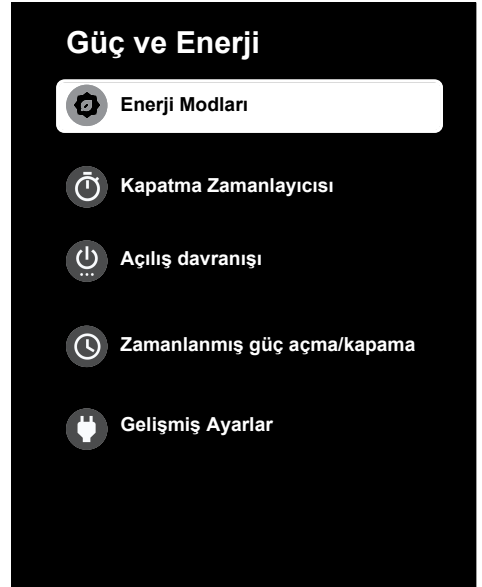 Güç ve Enerji
Enerji Modları
Kapatma Zamanlayıcısı
Açılış davranışı
Zamanlanmış güç açma/kapama
Gelişmiş Ayarlar